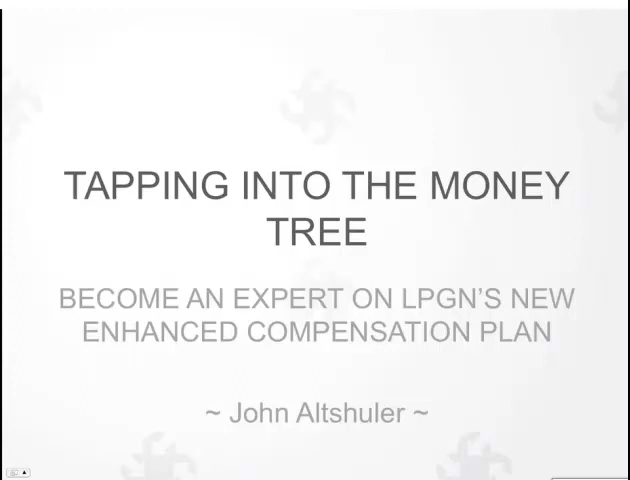 TAPPING INTO THE MONEY
TREE
BECOME AN EXPERT ON LPGN'S NEW
ENHANCED COMPENSATION PLAN
~ John Altshuler ~